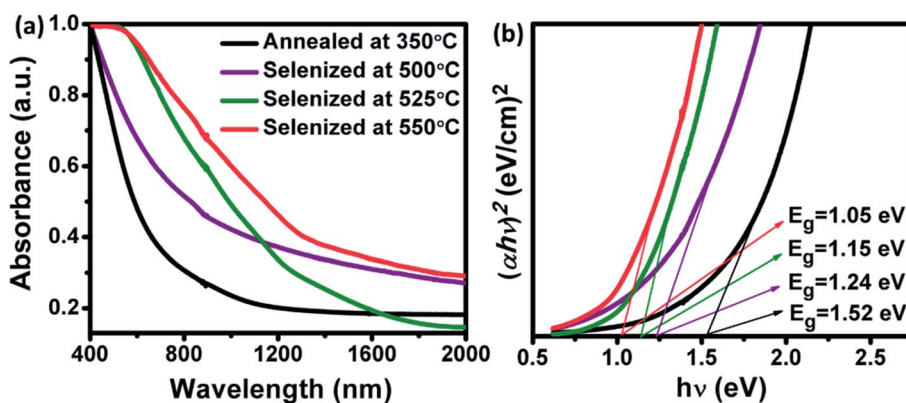 (a)
Absorbance (a.u.)
1.0
0.8
0.6
0.4
0.2
Annealed at 350°C
Selenized at 500°C
Selenized at 525°C
Selenized at 550°C
400 800 1200 1600 2000
Wavelength (nm)
(b)
(αhν)² (eV/cm)²
Eg=1.05 eV
Eg=1.15 eV
Eg=1.24 eV
Eg=1.52 eV
0.5 1.0 1.5 2.0 2.5
hν (eV)